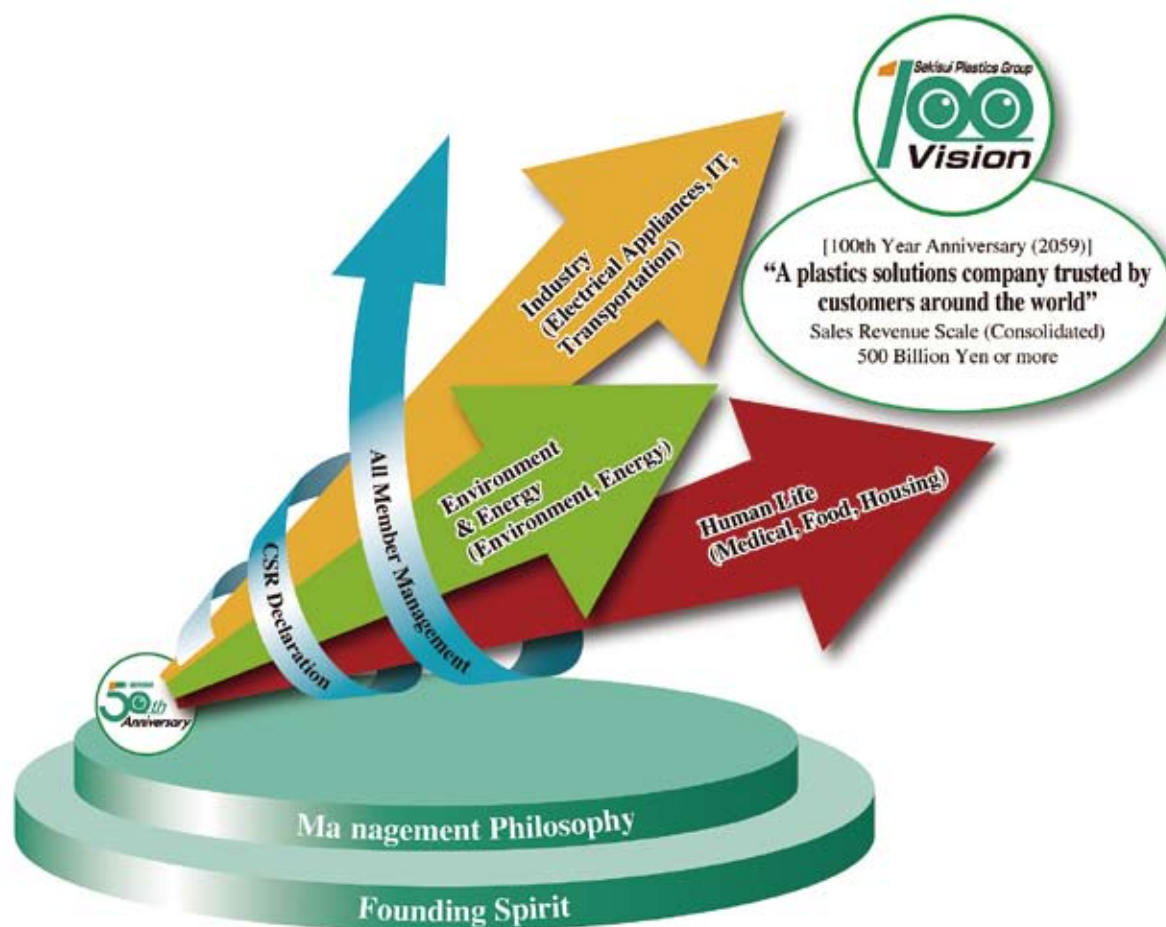 Sekisui Plastics Group
100
Vision
[100th Year Anniversary (2059)]
“A plastics solutions company trusted by
customers around the world”
Sales Revenue Scale (Consolidated)
500 Billion Yen or more
Industry
(Electrical Appliances, IT,
Transportation)
Environment
& Energy
(Environment, Energy)
Human Life
(Medical, Food, Housing)
All Member Management
CSR Declaration
50th
Anniversary
Ma nagement Philosophy
Founding Spirit